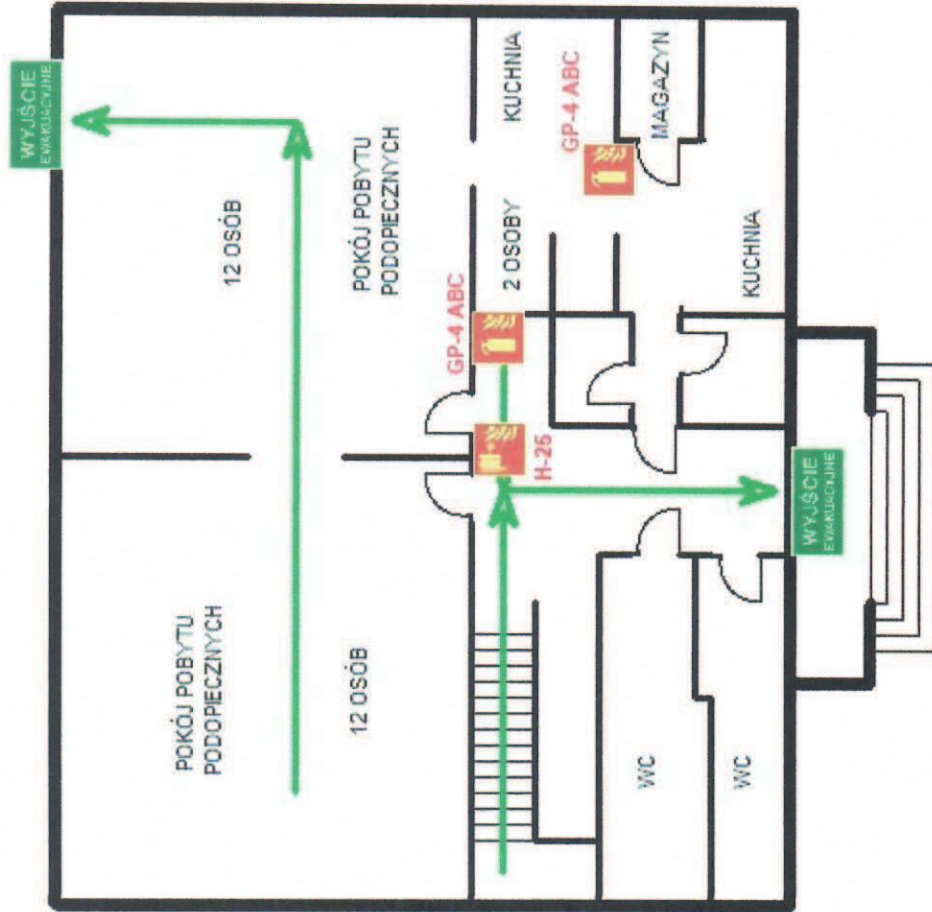 WYJŚCIE
EWAKUACYJNE
POKÓJ POBYTU
PODOPIECZNYCH
12 OSÓB
POKÓJ POBYTU
PODOPIECZNYCH
12 OSÓB
GP-4 ABC
H-25
2 OSOBY
KUCHNIA
GP-4 ABC
MAGAZYN
KUCHNIA
WC
WC
WYJŚCIE
EWAKUACYJNE